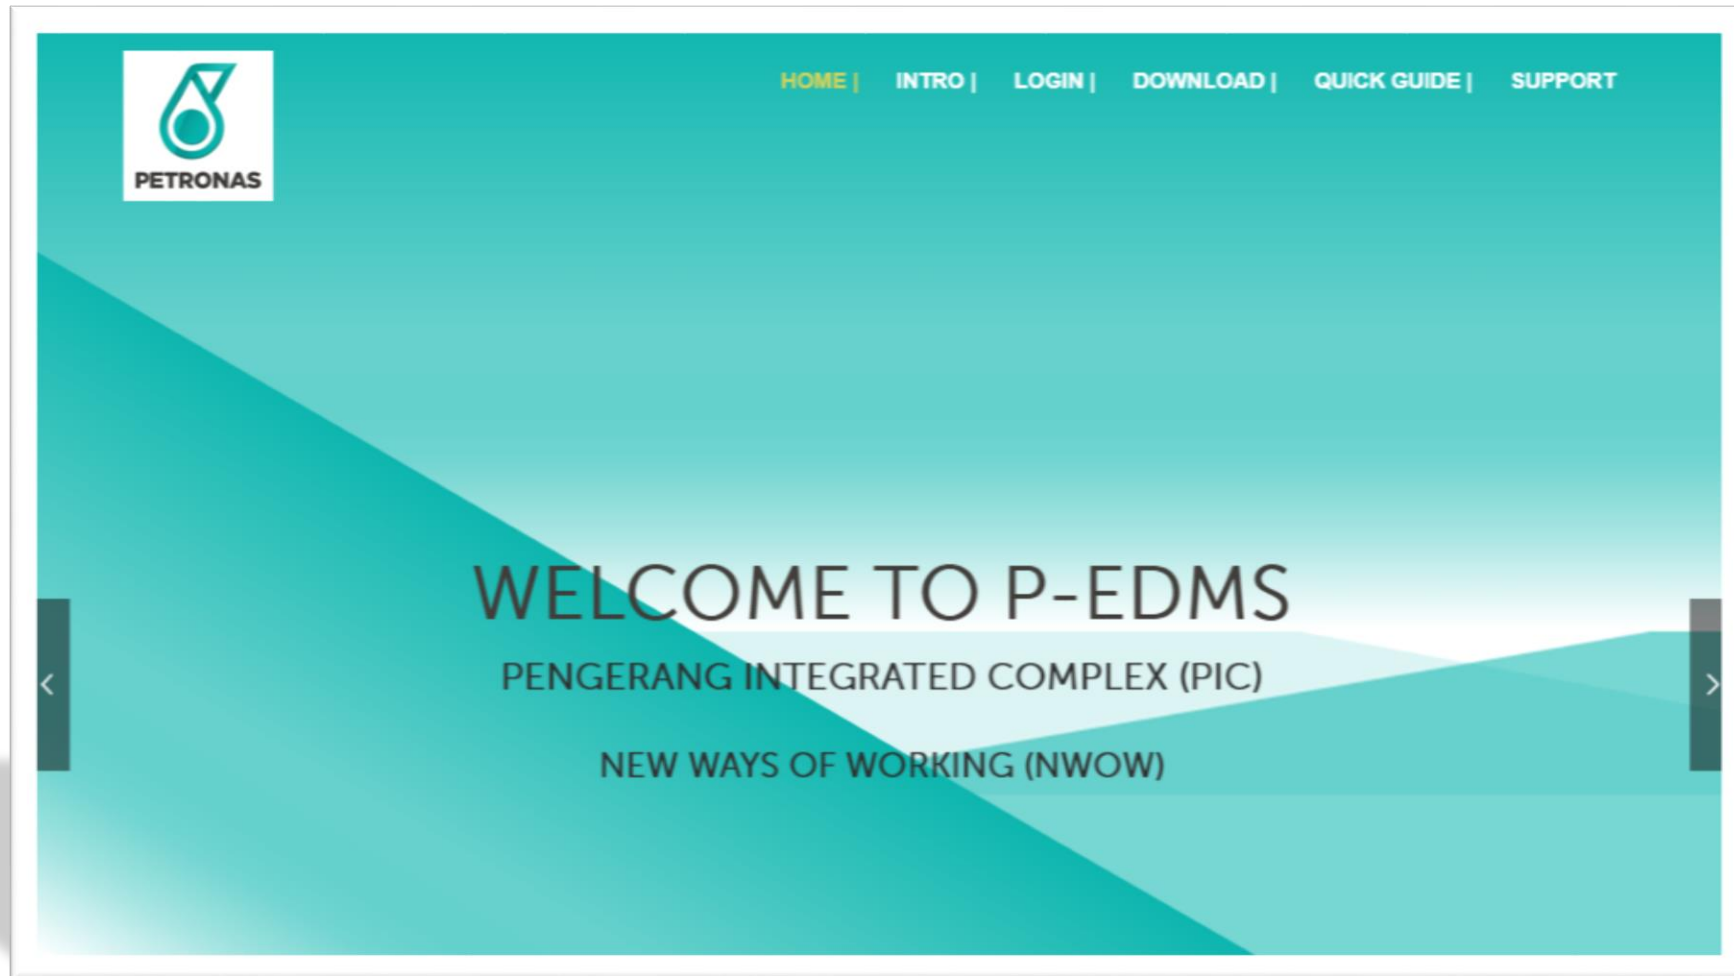 PETRONAS
HOME | INTRO | LOGIN | DOWNLOAD | QUICK GUIDE | SUPPORT
WELCOME TO P-EDMS
PENGERANG INTEGRATED COMPLEX (PIC)
NEW WAYS OF WORKING (NWOW)